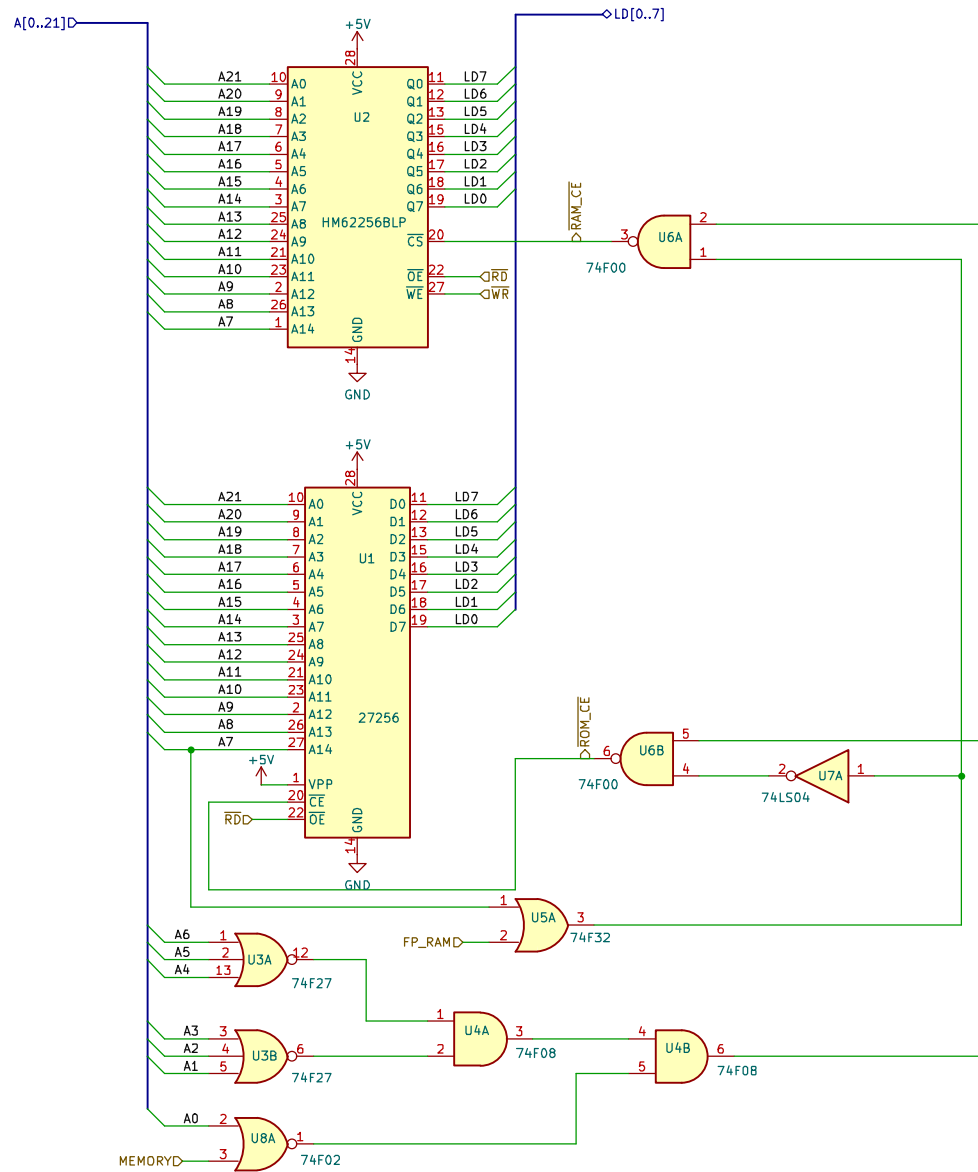 A[0..21]
LD[0..7]
+5V
28
VCC
A21 10 A0 Q0 11 LD7
A20 9 A1 Q1 12 LD6
A19 8 A2 U2 Q2 13 LD5
A18 7 A3 Q3 15 LD4
A17 6 A4 Q4 16 LD3
A16 5 A5 Q5 17 LD2
A15 4 A6 Q6 18 LD1
A14 3 A7 Q7 19 LD0
A13 25 A8 HM62256BLP
A12 24 A9 CS 20
A11 21 A10
A10 23 A11 OE 22 RD
A9 2 A12 WE 27 WR
A8 26 A13
A7 1 A14
GND
14
GND
RAM_CE
3 U6A 2
1
74F00
+5V
28
VCC
A21 10 A0 D0 11 LD7
A20 9 A1 D1 12 LD6
A19 8 A2 D2 13 LD5
A18 7 A3 U1 D3 15 LD4
A17 6 A4 D4 16 LD3
A16 5 A5 D5 17 LD2
A15 4 A6 D6 18 LD1
A14 3 A7 D7 19 LD0
A13 25 A8
A12 24 A9
A11 21 A10
A10 23 A11
A9 2 A12 27256
A8 26 A13
A7 27 A14
+5V
1 VPP
20 CE
RD 22 OE
GND
14
GND
ROM_CE
6 U6B 5
4
74F00
2 U7A 1
74LS04
1 U5A 3
FP_RAM 2
74F32
A6 1
A5 2 U3A 12
A4 13
74F27
A3 3
A2 4 U3B 6
A1 5
74F27
1 U4A 3
2
74F08
4 U4B 6
5
74F08
A0 2 U8A 1
MEMORY 3
74F02